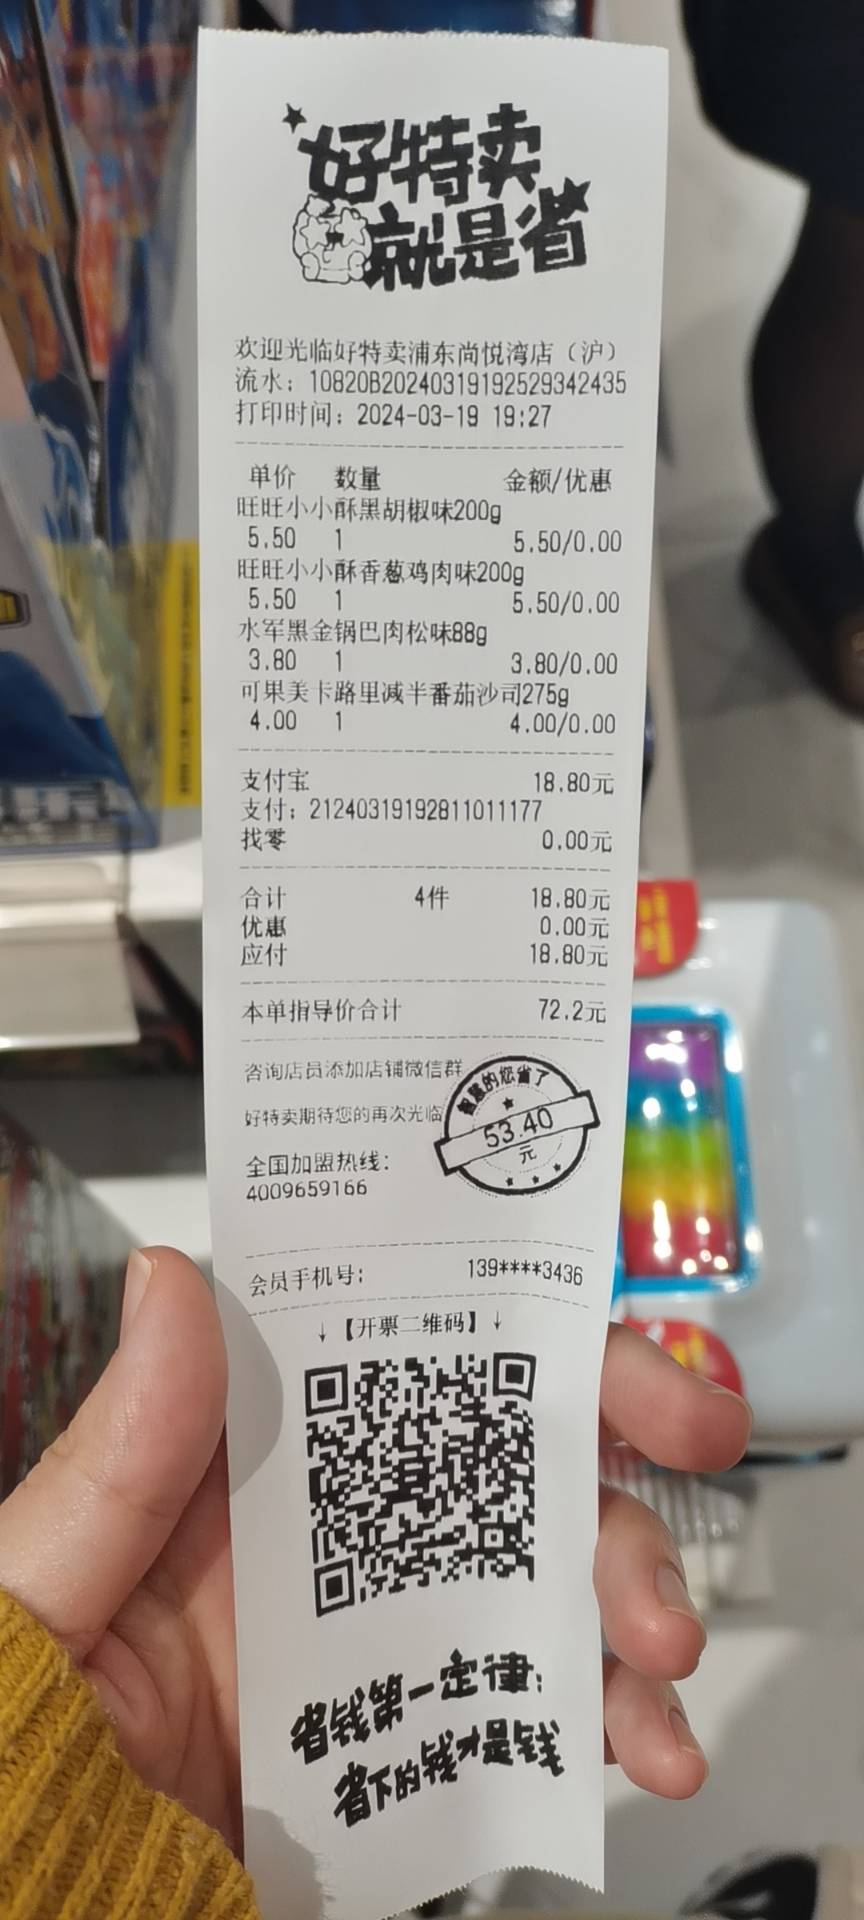 好特卖
就是省
欢迎光临好特卖浦东尚悦湾店（沪）
流水：10820B20240319192529342435
打印时间：2024-03-19 19:27
单价 数量 金额/优惠
旺旺小小酥黑胡椒味200g
5.50 1 5.50/0.00
旺旺小小酥香葱鸡肉味200g
5.50 1 5.50/0.00
水军黑金锅巴肉松味88g
3.80 1 3.80/0.00
可果美卡路里减半番茄沙司275g
4.00 1 4.00/0.00
支付宝 18.80元
支付：21240319192811011177
找零 0.00元
合计 4件 18.80元
优惠 0.00元
应付 18.80元
本单指导价合计 72.2元
咨询店员添加店铺微信群
好特卖期待您的再次光临
智慧的您省了
53.40
元
全国加盟热线：
4009659166
会员手机号： 139****3436
↓【开票二维码】↓
省钱第一定律：
省下的钱才是钱